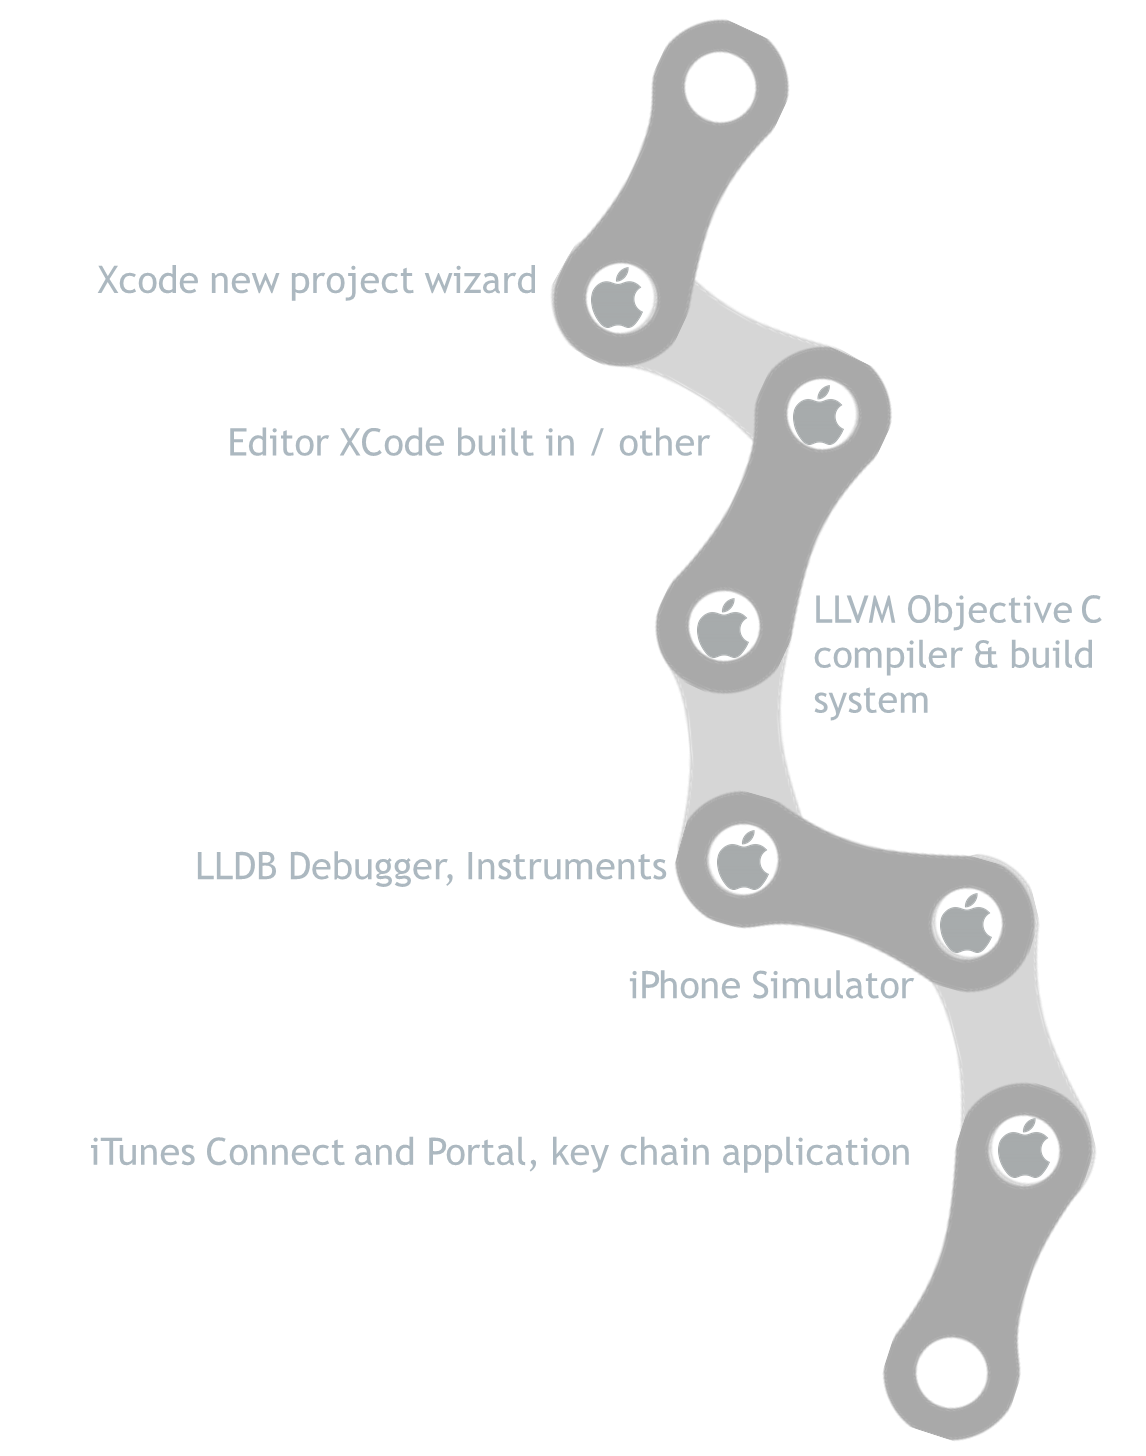 Xcode new project wizard
Editor XCode built in / other
LLVM Objective C
compiler & build
system
LLDB Debugger, Instruments
iPhone Simulator
iTunes Connect and Portal, key chain application